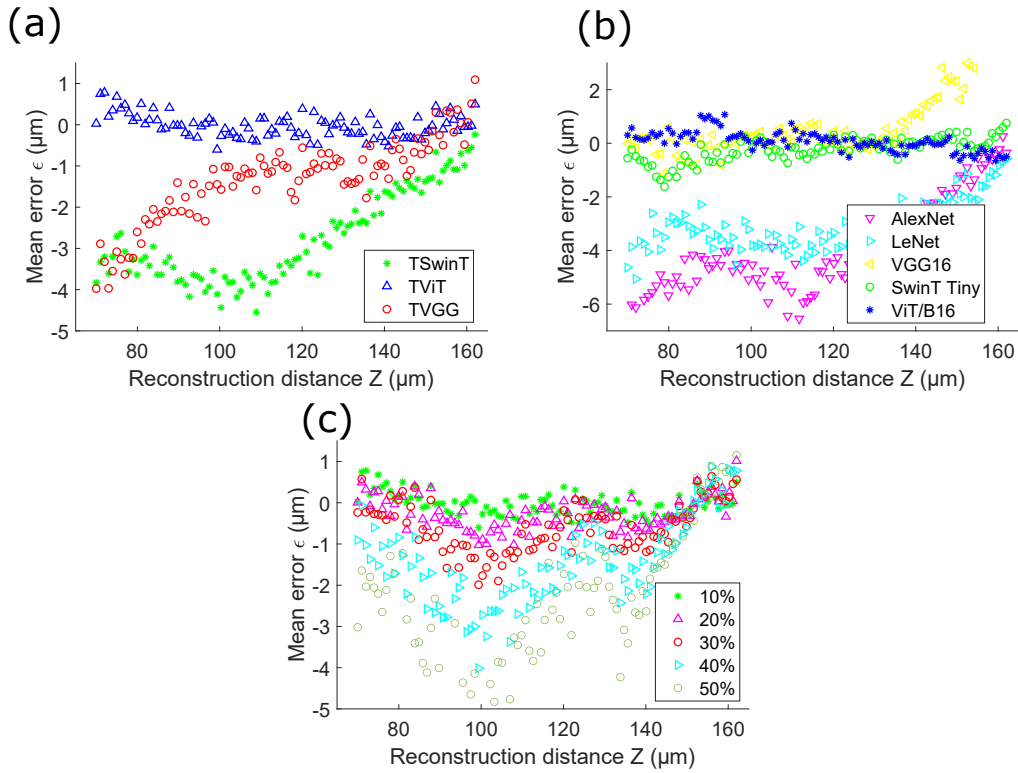 (a)
1
0
-1
-2
-3
-4
-5
Mean error ϵ (μm)
80
100
120
140
160
Reconstruction distance Z (μm)
TSwinT
TViT
TVGG
(b)
2
0
-2
-4
-6
Mean error ϵ (μm)
80
100
120
140
160
Reconstruction distance Z (μm)
AlexNet
LeNet
VGG16
SwinT Tiny
ViT/B16
(c)
1
0
-1
-2
-3
-4
-5
Mean error ϵ (μm)
80
100
120
140
160
Reconstruction distance Z (μm)
10%
20%
30%
40%
50%